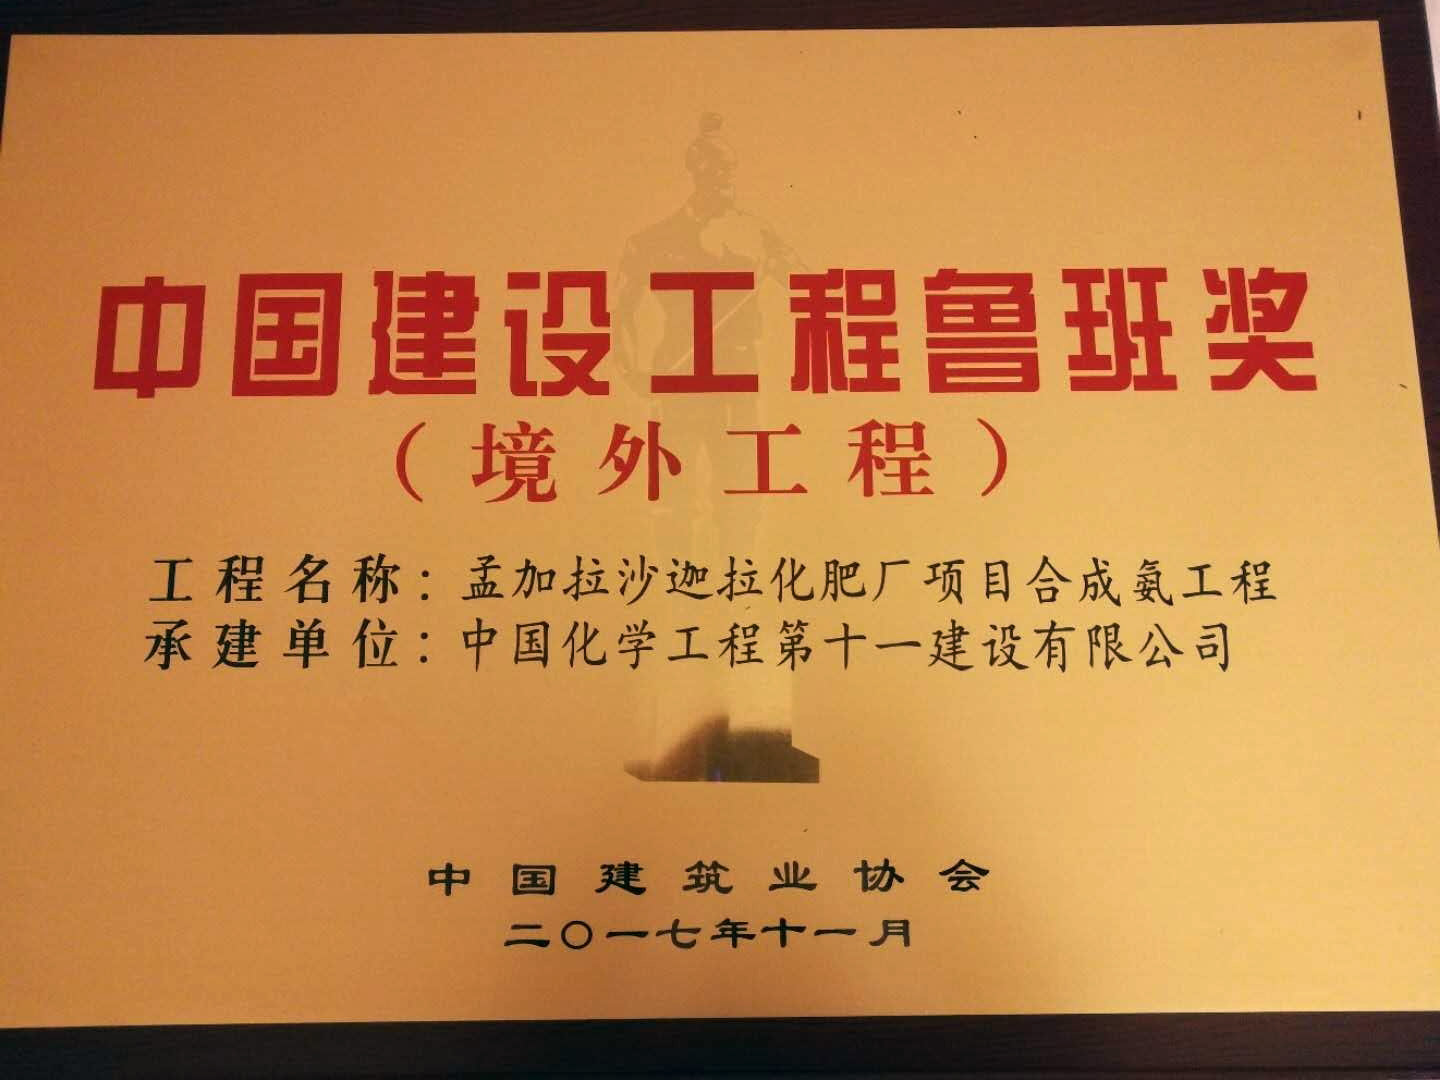 中国建设工程鲁班奖
（境外工程）
工程名称：孟加拉沙迦拉化肥厂项目合成氨工程
承建单位：中国化学工程第十一建设有限公司
中国建筑业协会
二〇一七年十一月